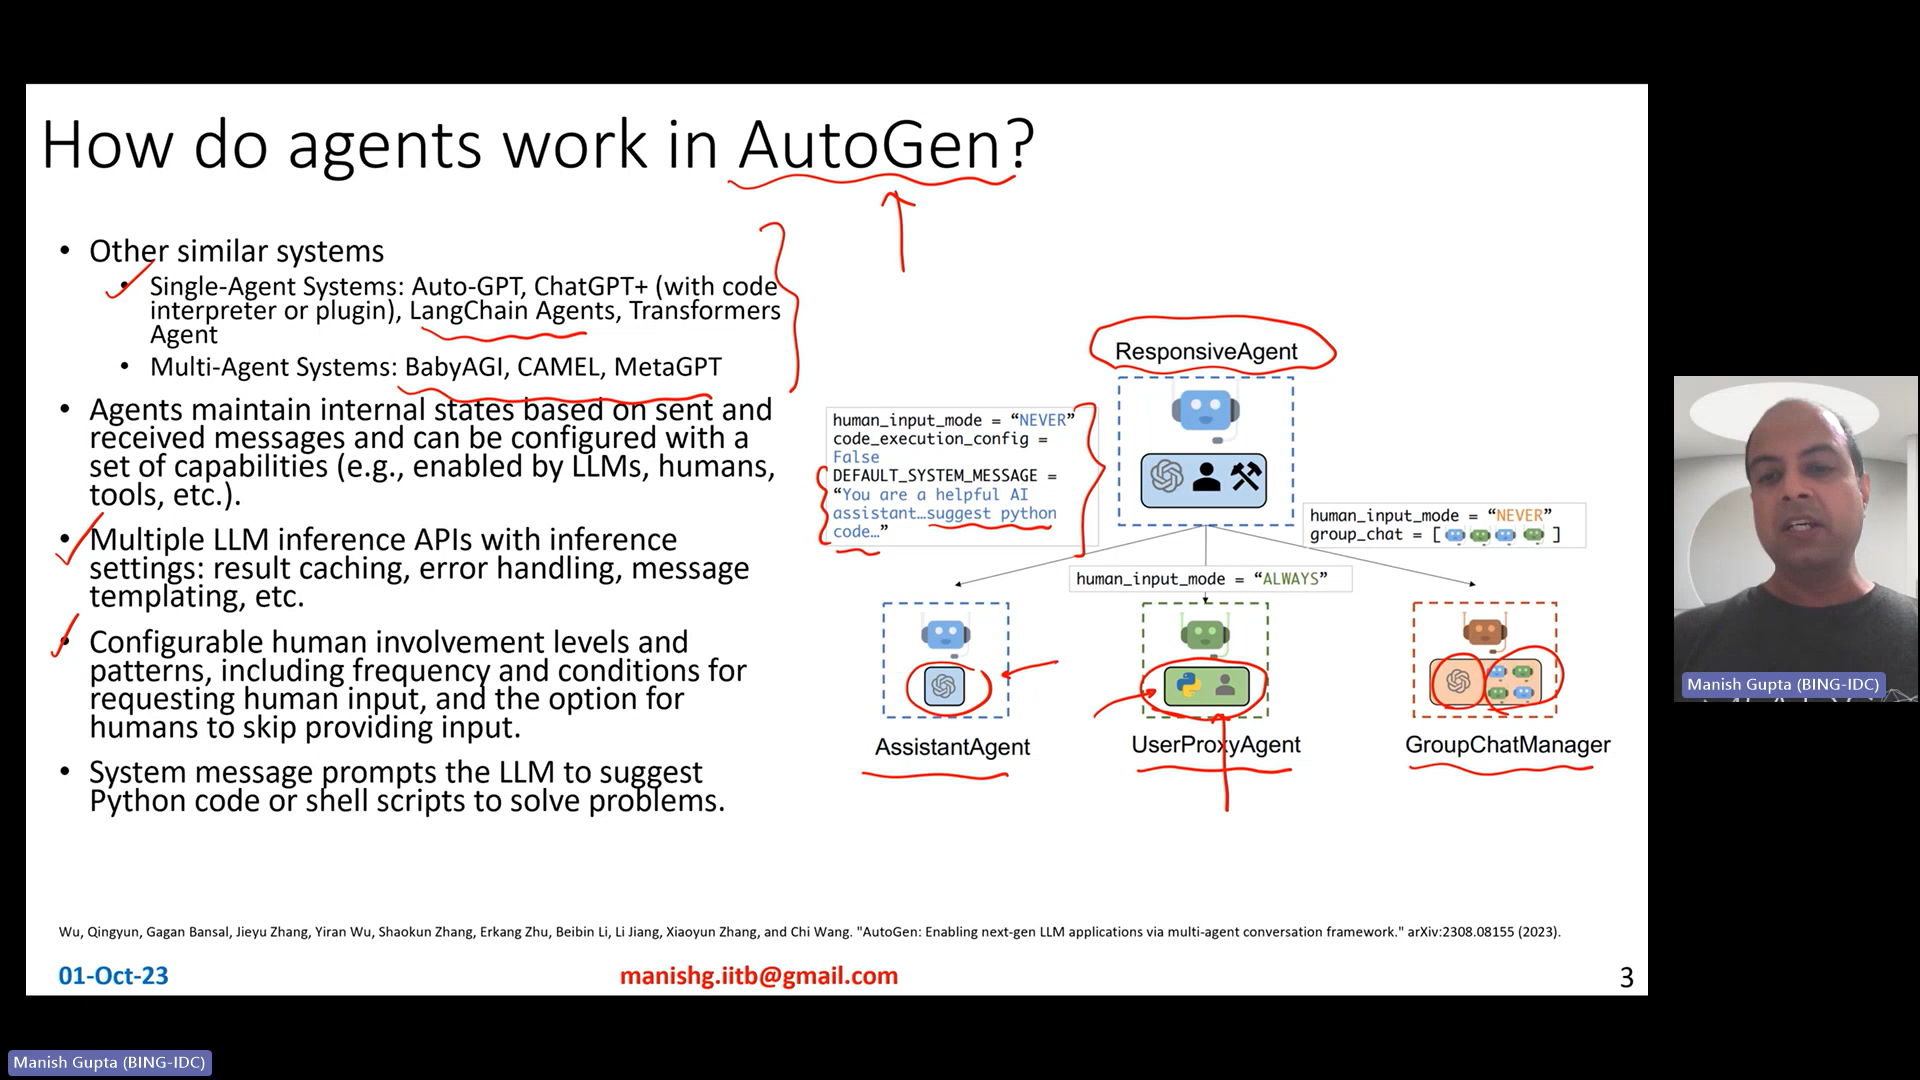 How do agents work in AutoGen?
• Other similar systems
• Single-Agent Systems: Auto-GPT, ChatGPT+ (with code
interpreter or plugin), LangChain Agents, Transformers
Agent
• Multi-Agent Systems: BabyAGI, CAMEL, MetaGPT
• Agents maintain internal states based on sent and
received messages and can be configured with a
set of capabilities (e.g., enabled by LLMs, humans,
tools, etc.).
• Multiple LLM inference APIs with inference
settings: result caching, error handling, message
templating, etc.
• Configurable human involvement levels and
patterns, including frequency and conditions for
requesting human input, and the option for
humans to skip providing input.
• System message prompts the LLM to suggest
Python code or shell scripts to solve problems.
ResponsiveAgent
human_input_mode = “NEVER”
code_execution_config =
False
DEFAULT_SYSTEM_MESSAGE =
“You are a helpful AI
assistant…suggest python
code…”
human_input_mode = “NEVER”
group_chat = [ ]
human_input_mode = “ALWAYS”
AssistantAgent
UserProxyAgent
GroupChatManager
Wu, Qingyun, Gagan Bansal, Jieyu Zhang, Yiran Wu, Shaokun Zhang, Erkang Zhu, Beibin Li, Li Jiang, Xiaoyun Zhang, and Chi Wang. "AutoGen: Enabling next-gen LLM applications via multi-agent conversation framework." arXiv:2308.08155 (2023).
01-Oct-23
manishg.iitb@gmail.com
3
Manish Gupta (BING-IDC)
Manish Gupta (BING-IDC)